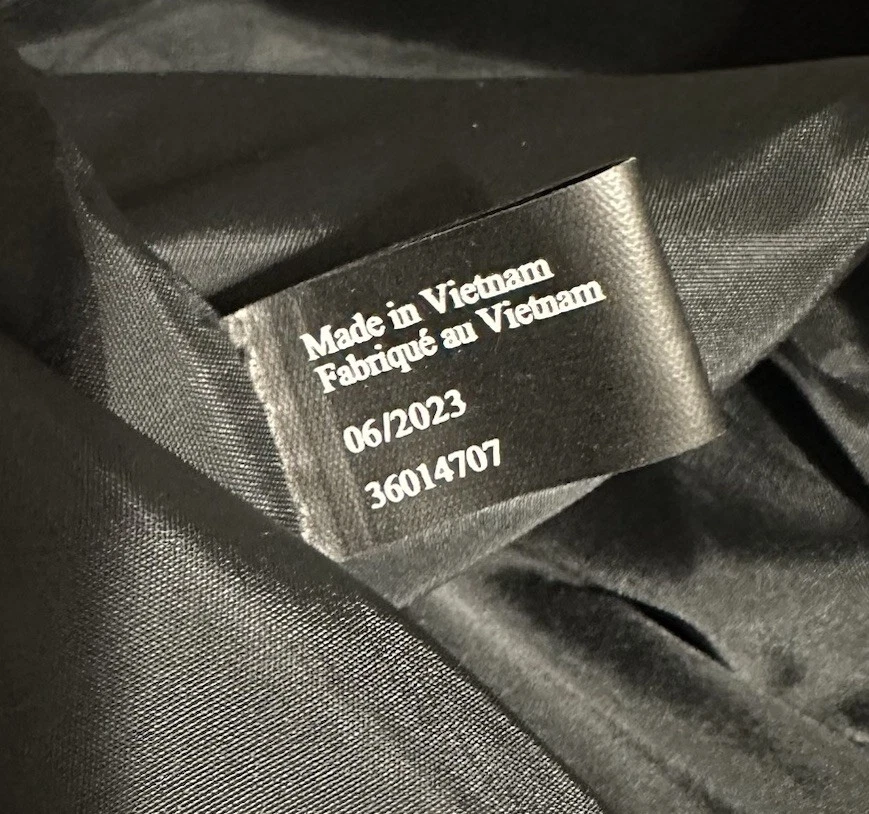 Made in Vietnam
Fabriqué au Vietnam
06/2023
36014707